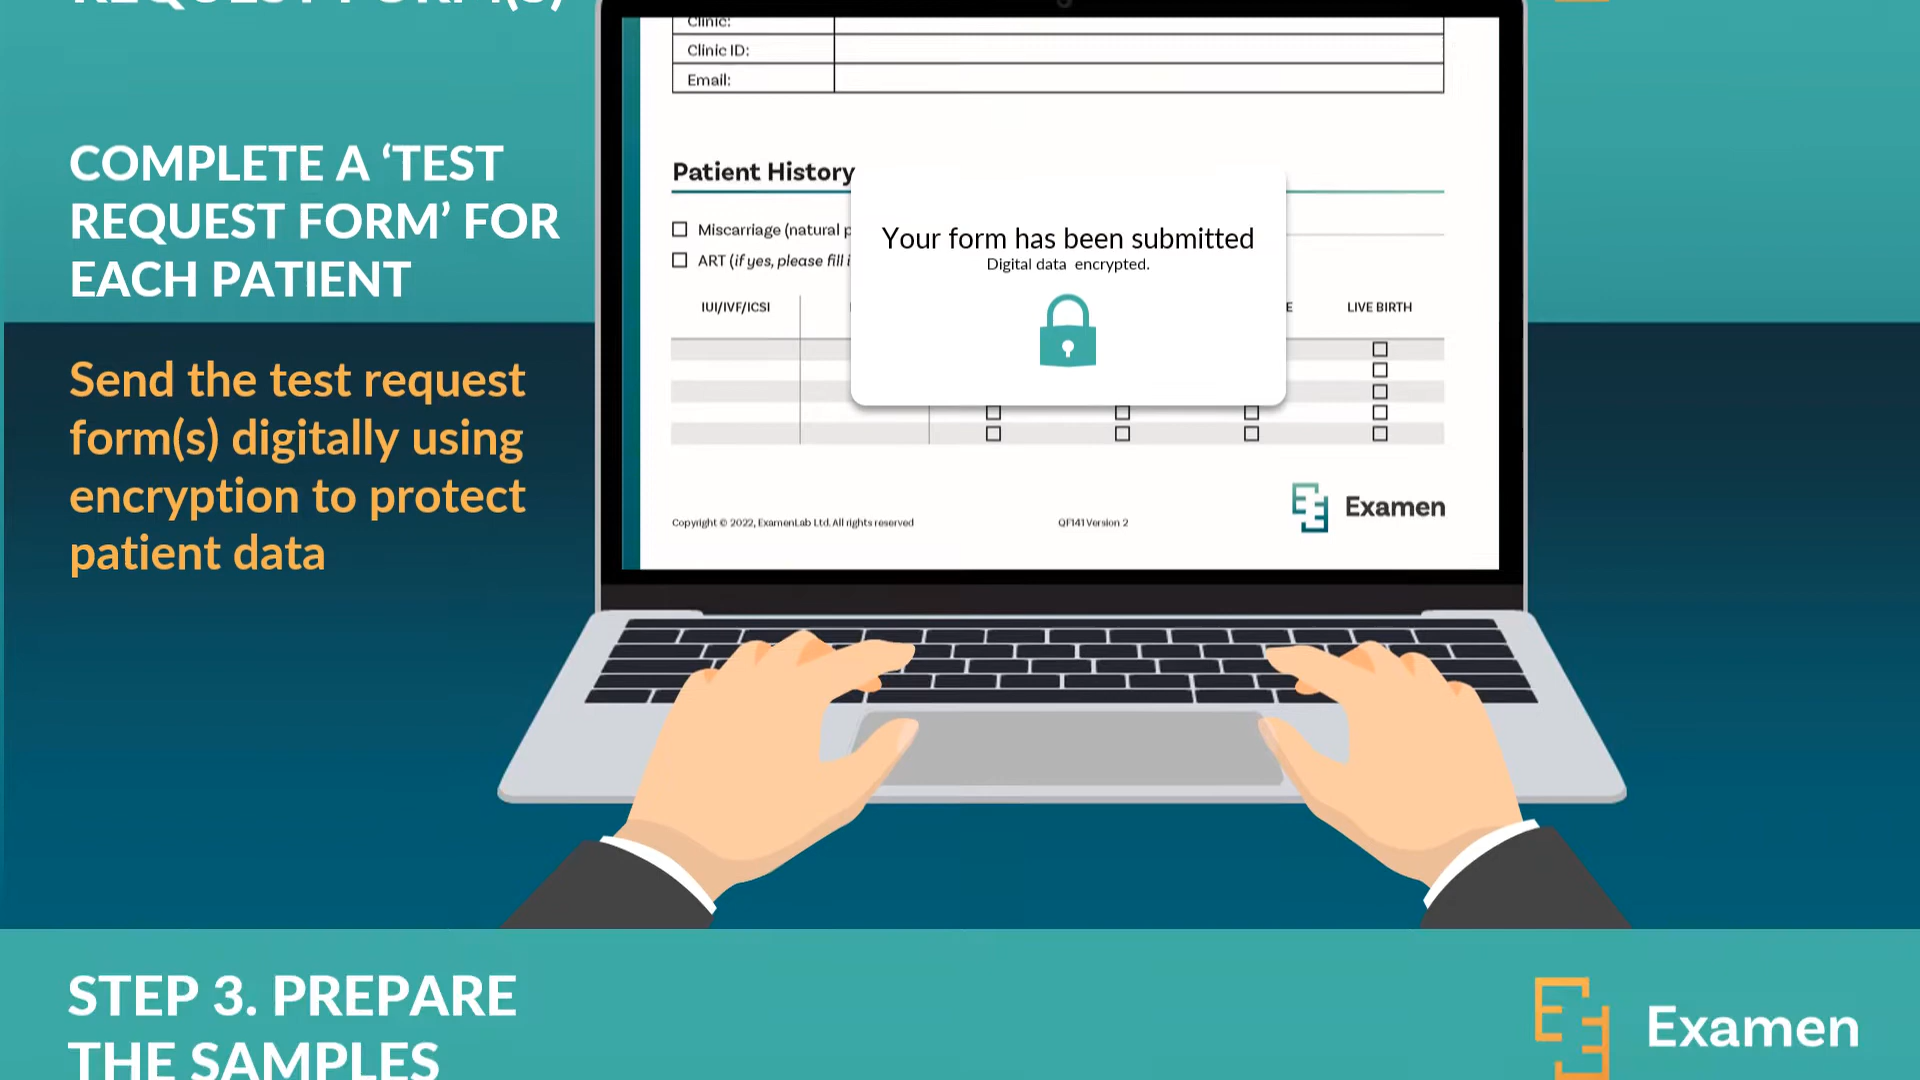 REQUEST FORM(S)
COMPLETE A ‘TEST
REQUEST FORM’ FOR
EACH PATIENT
Send the test request
form(s) digitally using
encryption to protect
patient data
Clinic:
Clinic ID:
Email:
Patient History
Miscarriage (natural p
ART (if yes, please fill i
Your form has been submitted
Digital data encrypted.
IUI/IVF/ICSI
E
LIVE BIRTH
Examen
Copyright © 2022, ExamenLab Ltd. All rights reserved
QF141 Version 2
STEP 3. PREPARE
THE SAMPLES
Examen